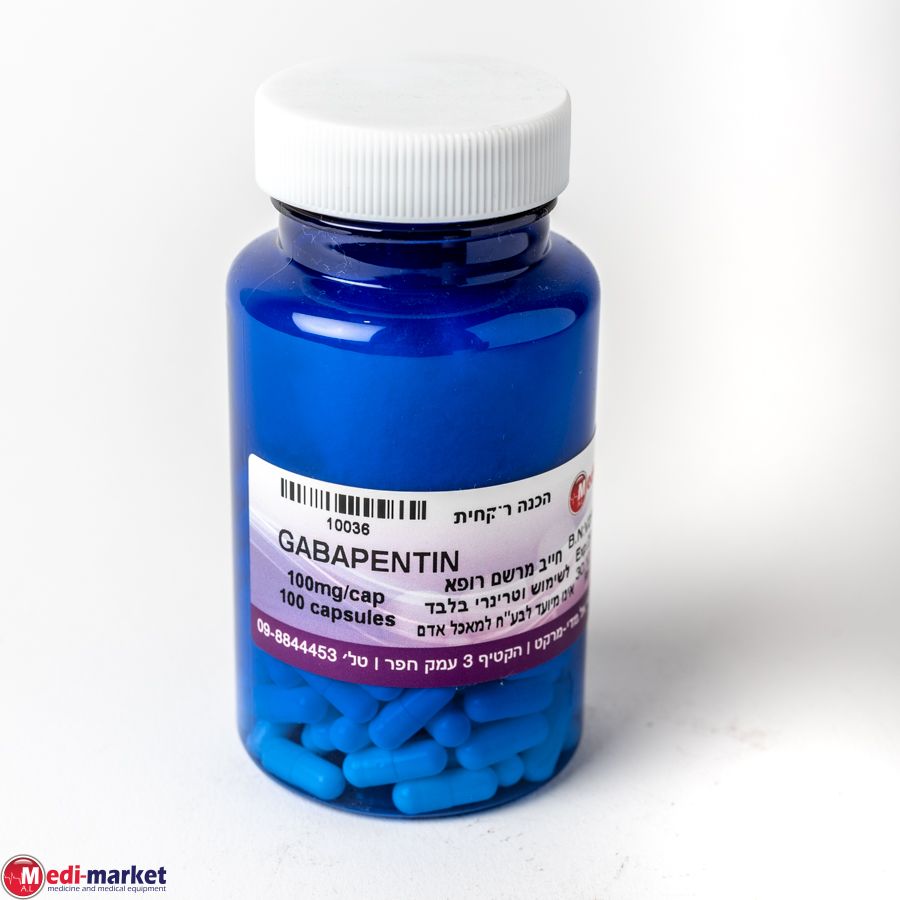 הכנה רוקחית
10036
GABAPENTIN
100mg/cap
100 capsules
חייב מרשם רופא
לשימוש וטרינרי בלבד
אינו מיועד לבע"ח למאכל אדם
מדי-מרקט | הקטיף 3 עמק חפר | טל׳ 09-8844453
B.N:
Medi-market
A.L
medicine and medical equipment